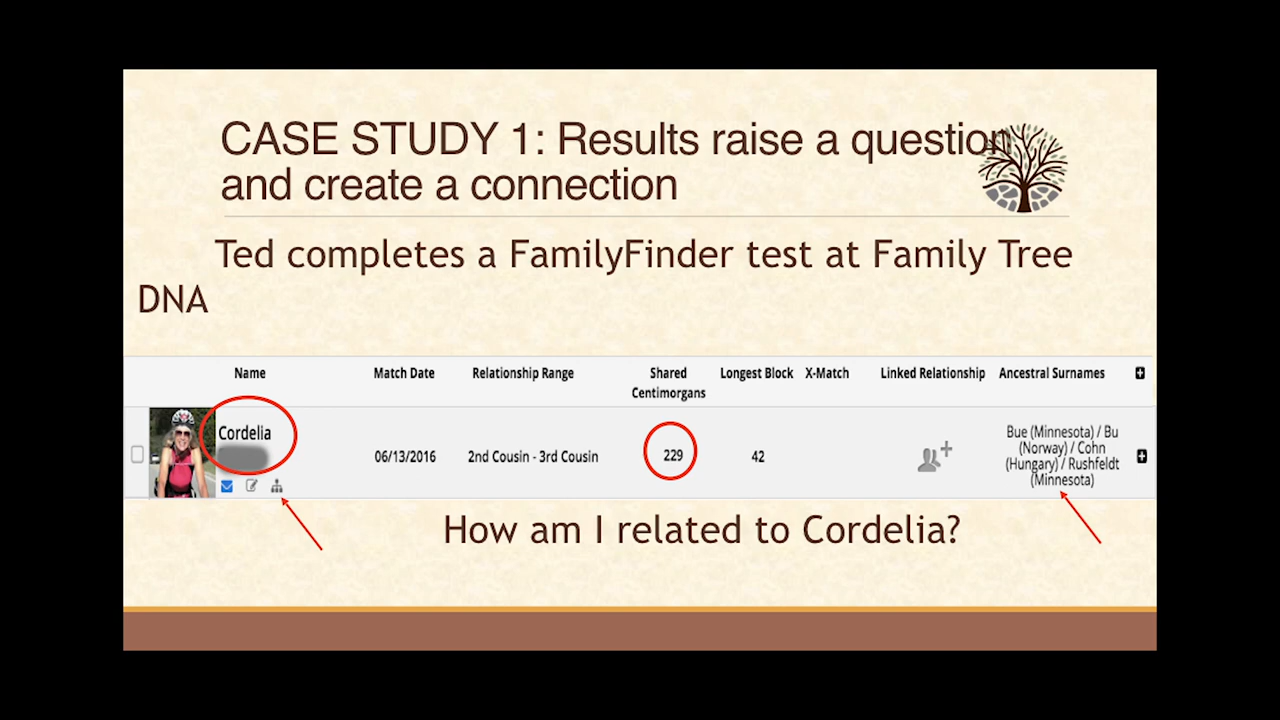 CASE STUDY 1: Results raise a question
and create a connection
Ted completes a FamilyFinder test at Family Tree
DNA
Name Match Date Relationship Range Shared Centimorgans Longest Block X-Match Linked Relationship Ancestral Surnames
Cordelia
06/13/2016 2nd Cousin - 3rd Cousin 229 42
Bue (Minnesota) / Bu
(Norway) / Cohn
(Hungary) / Rushfeldt
(Minnesota)
How am I related to Cordelia?